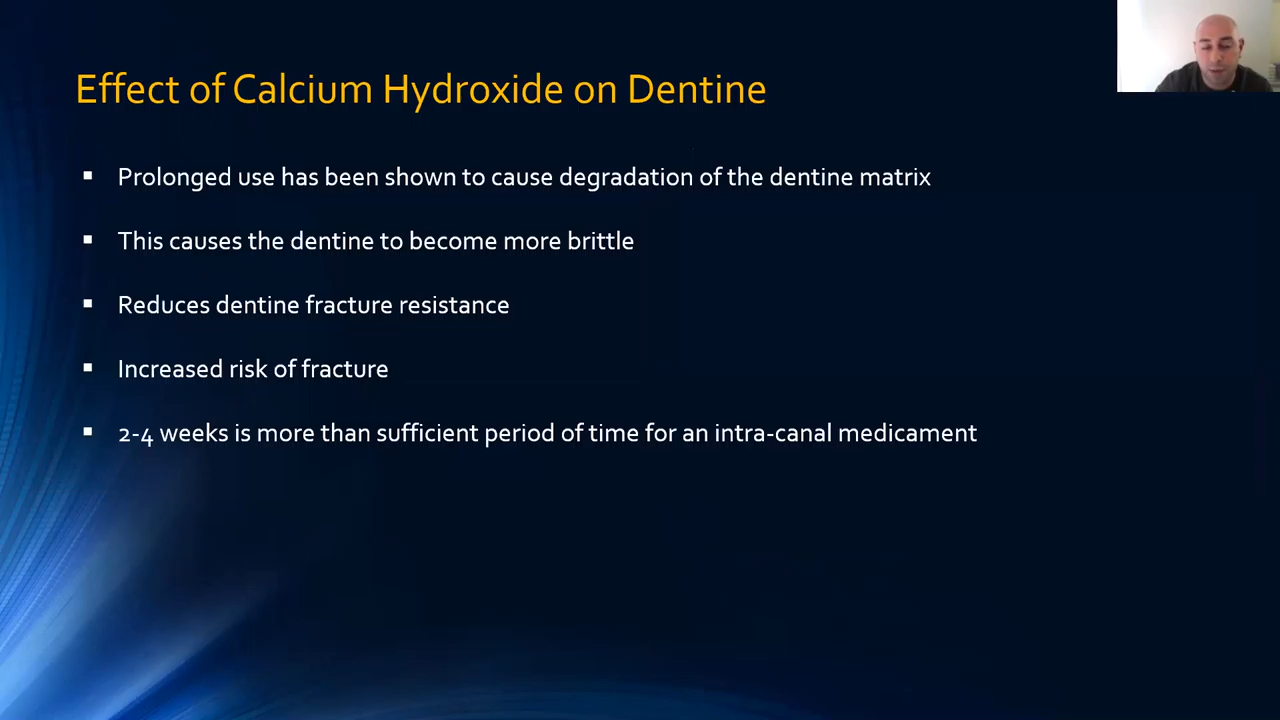 Effect of Calcium Hydroxide on Dentine
▪ Prolonged use has been shown to cause degradation of the dentine matrix
▪ This causes the dentine to become more brittle
▪ Reduces dentine fracture resistance
▪ Increased risk of fracture
▪ 2-4 weeks is more than sufficient period of time for an intra-canal medicament